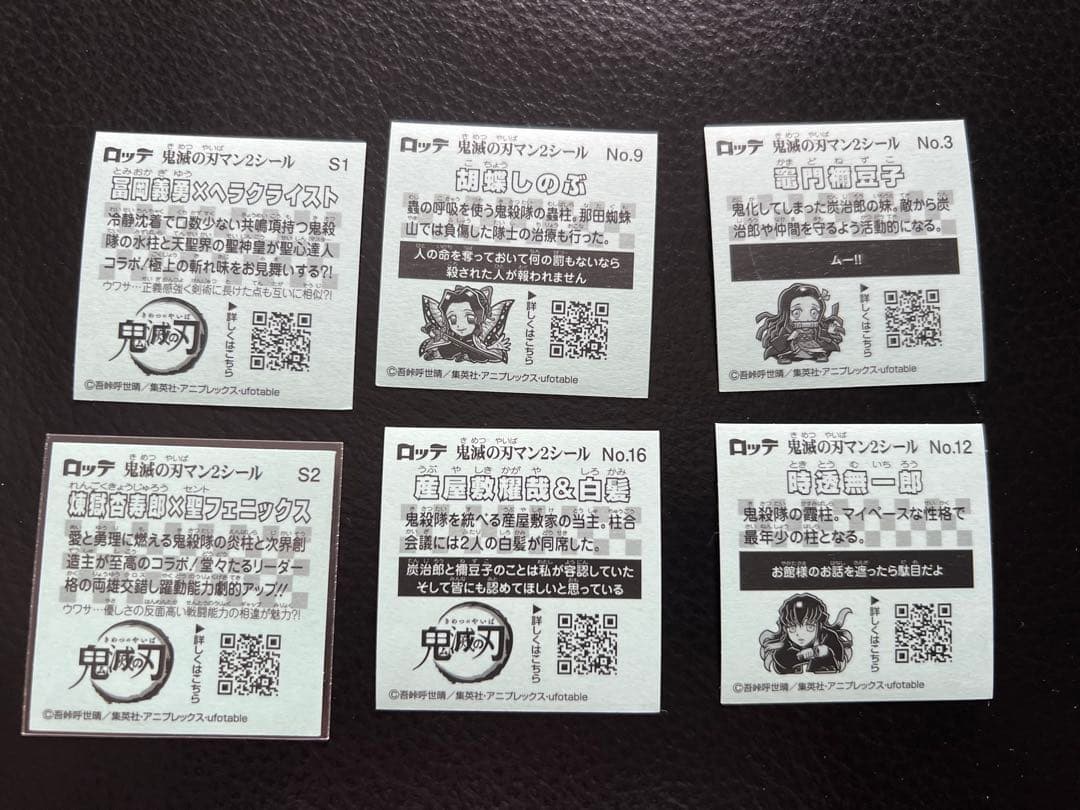 ロッテ 鬼滅の刃マン2シール S1
冨岡義勇×ヘラクライスト
冷静沈着で口数少ない共鳴項持つ鬼殺
隊の水柱と天聖界の聖神皇が聖心達人
コラボ!極上の斬れ味をお見舞いする?!
ウワサ…正義感強く剣術に長けた点も互いに相似?!
きめつのやいば
鬼滅の刃
▶詳しくはこちら
©吾峠呼世晴／集英社・アニプレックス・ufotable
ロッテ 鬼滅の刃マン2シール No.9
胡蝶しのぶ
蟲の呼吸を使う鬼殺隊の蟲柱。那田蜘蛛
山では負傷した隊士の治療も行った。
人の命を奪っておいて何の罰もないなら
殺された人が報われません
▶詳しくはこちら
©吾峠呼世晴／集英社・アニプレックス・ufotable
ロッテ 鬼滅の刃マン2シール No.3
竈門禰豆子
鬼化してしまった炭治郎の妹。敵から炭
治郎や仲間を守るよう活動的になる。
ムー!!
▶詳しくはこちら
©吾峠呼世晴／集英社・アニプレックス・ufotable
ロッテ 鬼滅の刃マン2シール S2
煉獄杏寿郎×聖フェニックス
愛と勇理に燃える鬼殺隊の炎柱と次界創
造主が至高のコラボ!堂々たるリーダー
格の両雄交錯し躍動能力劇的アップ!!
ウワサ…優しさの反面高い戦闘能力の相違が魅力?!
きめつのやいば
鬼滅の刃
▶詳しくはこちら
©吾峠呼世晴／集英社・アニプレックス・ufotable
ロッテ 鬼滅の刃マン2シール No.16
産屋敷耀哉&白髪
鬼殺隊を統べる産屋敷家の当主。柱合
会議には2人の白髪が同席した。
炭治郎と禰豆子のことは私が容認していた
そして皆にも認めてほしいと思っている
きめつのやいば
鬼滅の刃
▶詳しくはこちら
©吾峠呼世晴／集英社・アニプレックス・ufotable
ロッテ 鬼滅の刃マン2シール No.12
時透無一郎
鬼殺隊の霞柱。マイペースな性格で
最年少の柱となる。
お館様のお話を遮ったら駄目だよ
▶詳しくはこちら
©吾峠呼世晴／集英社・アニプレックス・ufotable